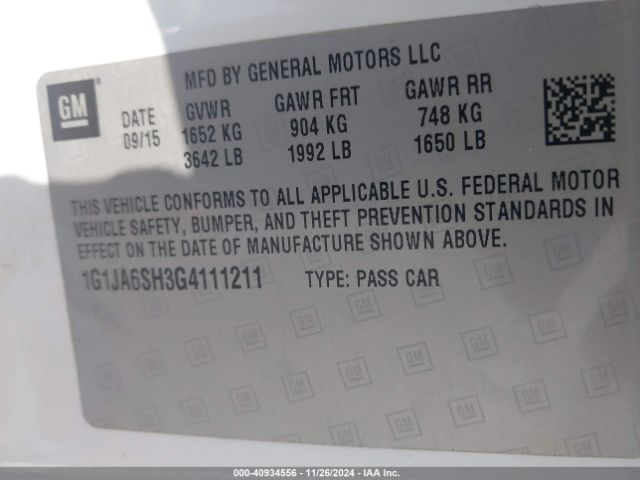 MFD BY GENERAL MOTORS LLC
GM
DATE GVWR GAWR FRT GAWR RR
09/15 1652 KG 904 KG 748 KG
3642 LB 1992 LB 1650 LB
THIS VEHICLE CONFORMS TO ALL APPLICABLE U.S. FEDERAL MOTOR
VEHICLE SAFETY, BUMPER, AND THEFT PREVENTION STANDARDS IN
EFFECT ON THE DATE OF MANUFACTURE SHOWN ABOVE.
1G1JA6SH3G4111211 TYPE: PASS CAR
000-40934556 - 11/26/2024 - IAA Inc.